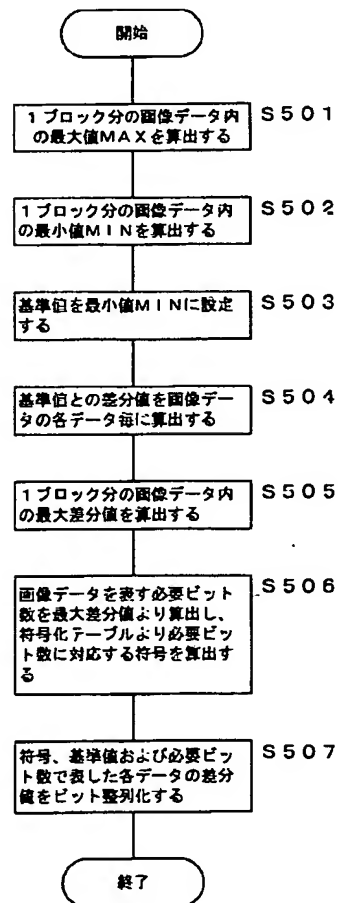 開始
1ブロック分の画像データ内
の最大値MAXを算出する
S501
1ブロック分の画像データ内
の最小値MINを算出する
S502
基準値を最小値MINに設定
する
S503
基準値との差分値を画像デー
タの各データ毎に算出する
S504
1ブロック分の画像データ内
の最大差分値を算出する
S505
画像データを表す必要ビット
数を最大差分値より算出し、
符号化テーブルより必要ビッ
ト数に対応する符号を算出す
る
S506
符号、基準値および必要ビッ
ト数で表した各データの差分
値をビット整列化する
S507
終了